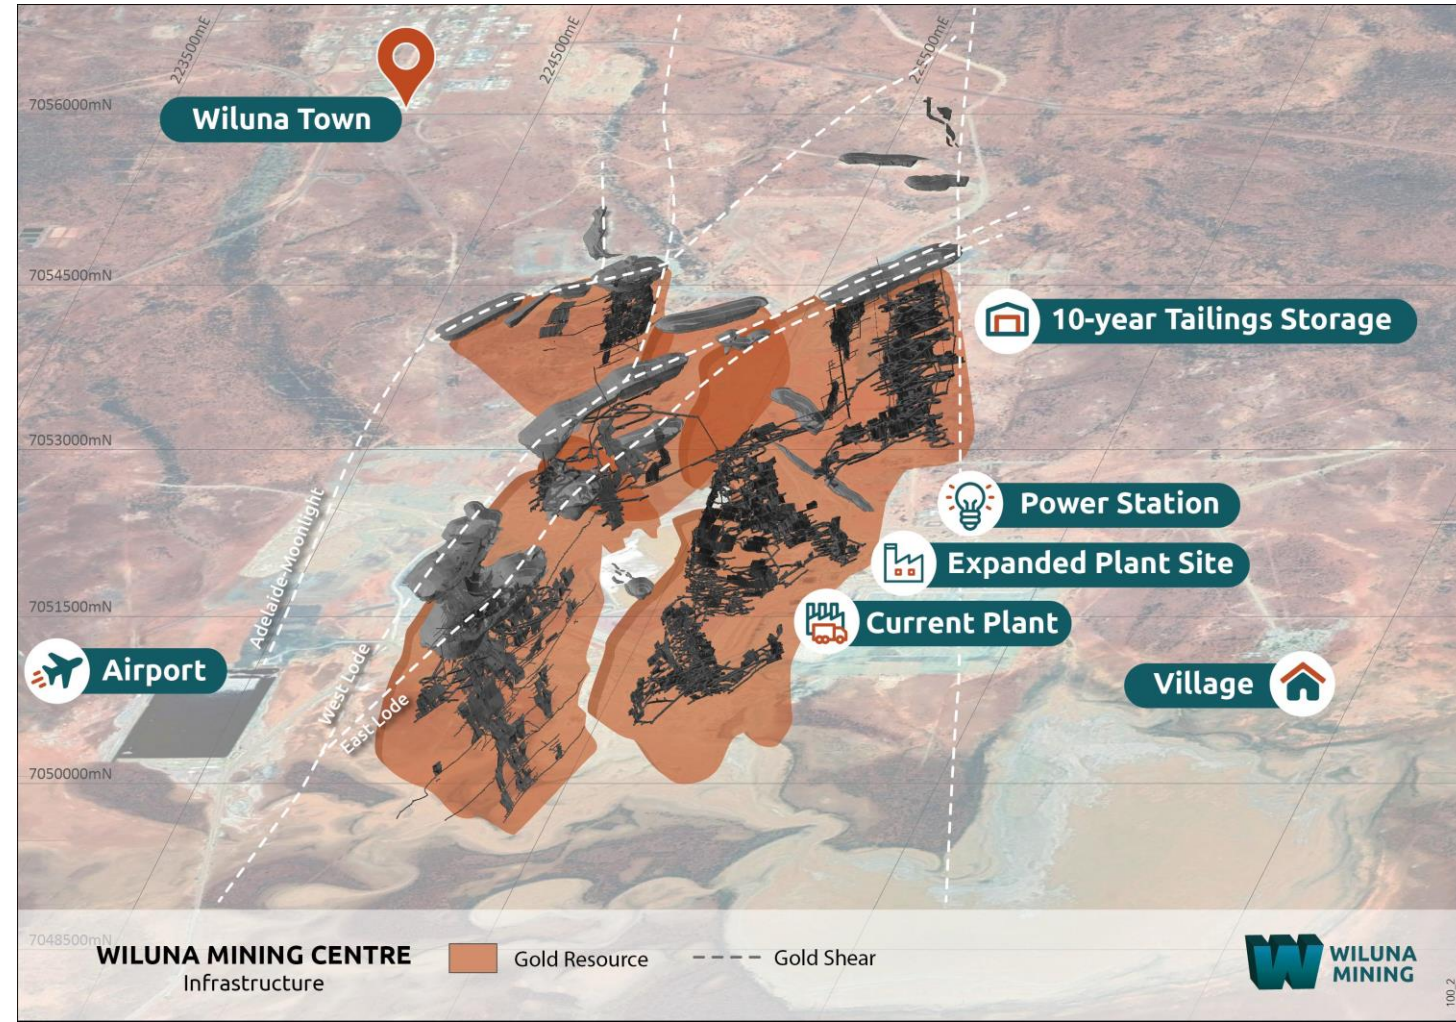 223500mE
224500mE
225500mE
7056000mN
Wiluna Town
7054500mN
10-year Tailings Storage
7053000mN
Power Station
Expanded Plant Site
Adelaide-Moonlight
7051500mN
Current Plant
Airport
West Lode
Village
East Lode
7050000mN
7048500mN
WILUNA MINING CENTRE
Infrastructure
Gold Resource
Gold Shear
WILUNA
MINING
100_2